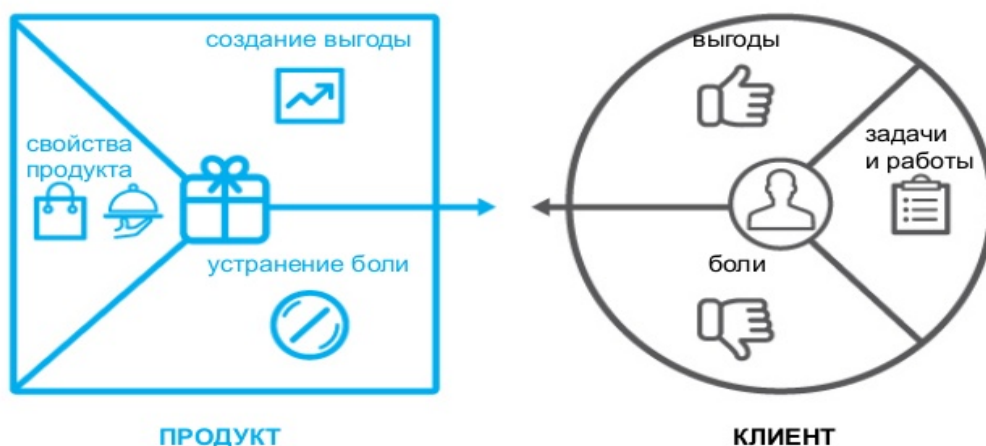 создание выгоды
свойства
продукта
устранение боли
ПРОДУКТ
выгоды
задачи
и работы
боли
КЛИЕНТ